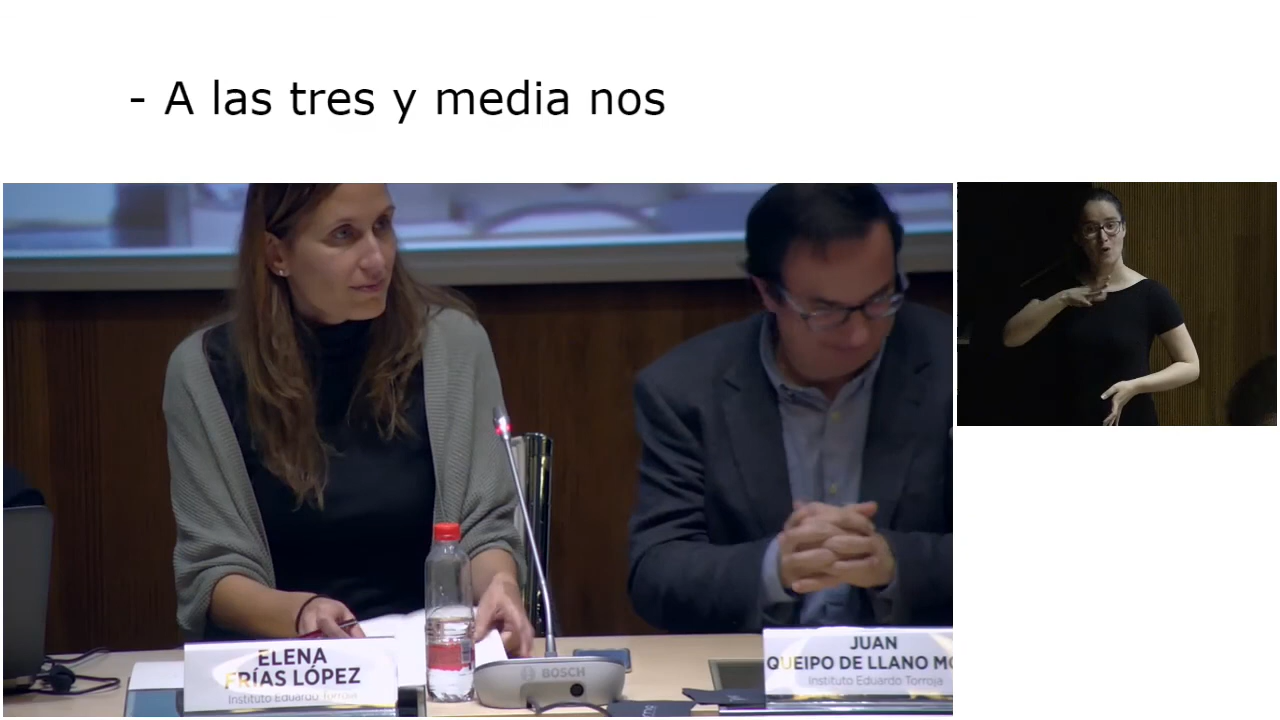 - A las tres y media nos
ELENA
FRÍAS LÓPEZ
Instituto Eduardo Torroja
BOSCH
JUAN
QUEIPO DE LLANO MO
Instituto Eduardo Torroja